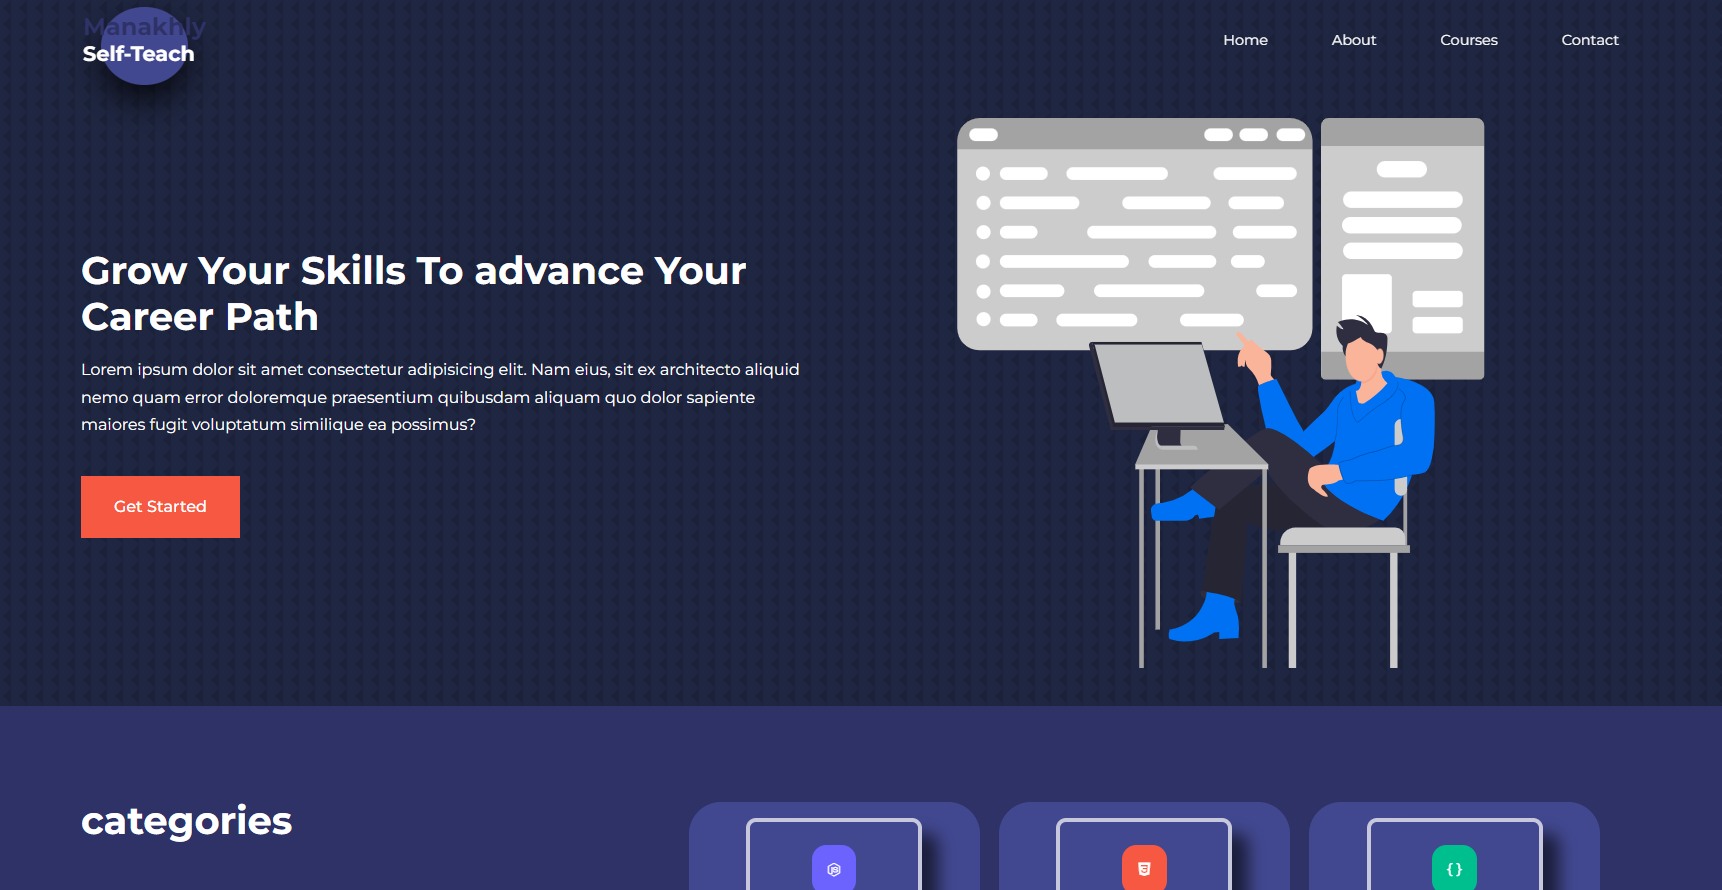 Manakhly
Self-Teach
Home
About
Courses
Contact
Grow Your Skills To advance Your
Career Path
Lorem ipsum dolor sit amet consectetur adipisicing elit. Nam eius, sit ex architecto aliquid
nemo quam error doloremque praesentium quibusdam aliquam quo dolor sapiente
maiores fugit voluptatum similique ea possimus?
Get Started
categories